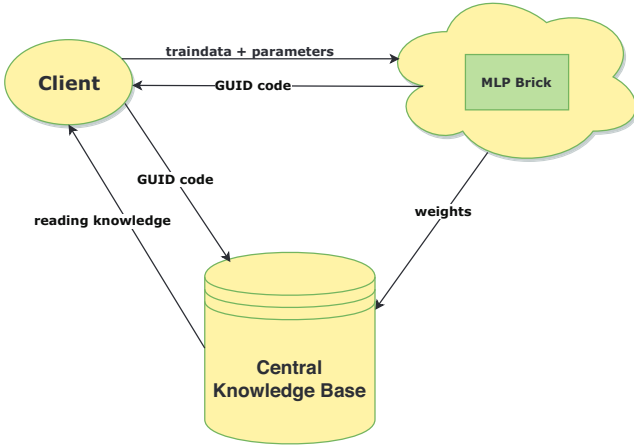 traindata + parameters
Client
MLP Brick
GUID code
GUID code
reading knowledge
weights
Central
Knowledge Base